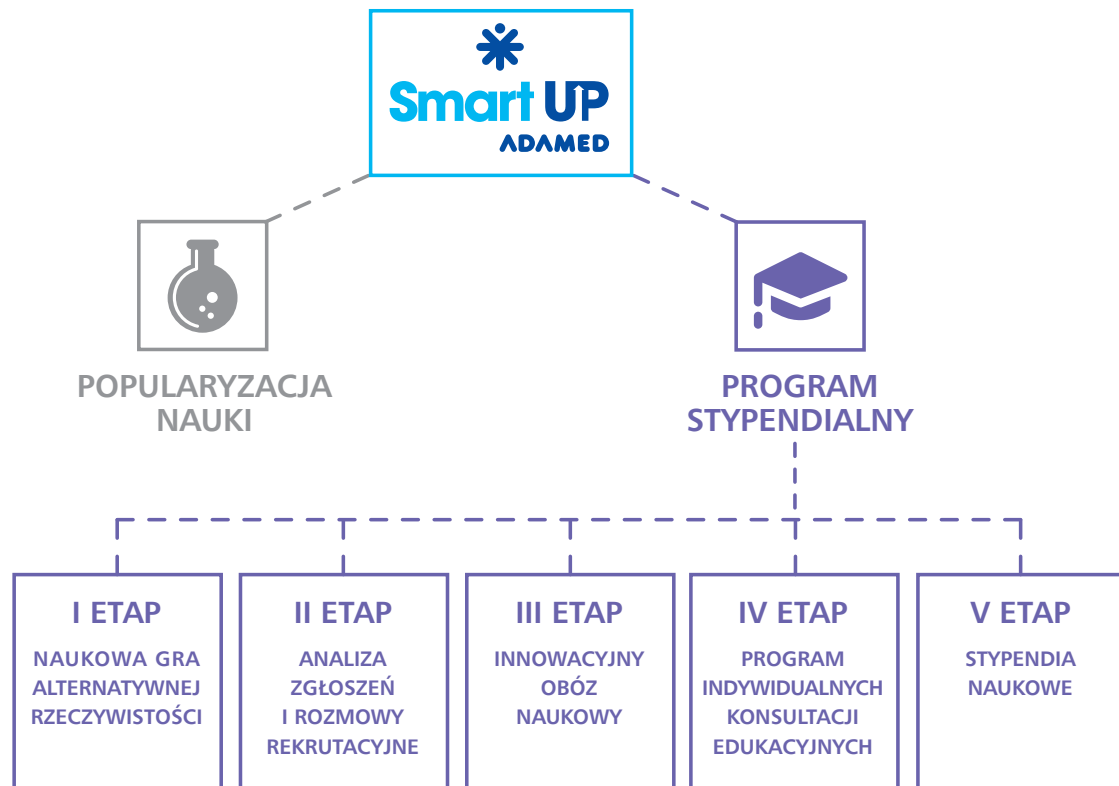 Smart UP
ADAMED
POPULARYZACJA
NAUKI
PROGRAM
STYPENDIALNY
I ETAP
NAUKOWA GRA
ALTERNATYWNEJ
RZECZYWISTOŚCI
II ETAP
ANALIZA
ZGŁOSZEŃ
I ROZMOWY
REKRUTACYJNE
III ETAP
INNOWACYJNY
OBÓZ
NAUKOWY
IV ETAP
PROGRAM
INDYWIDUALNYCH
KONSULTACJI
EDUKACYJNYCH
V ETAP
STYPENDIA
NAUKOWE